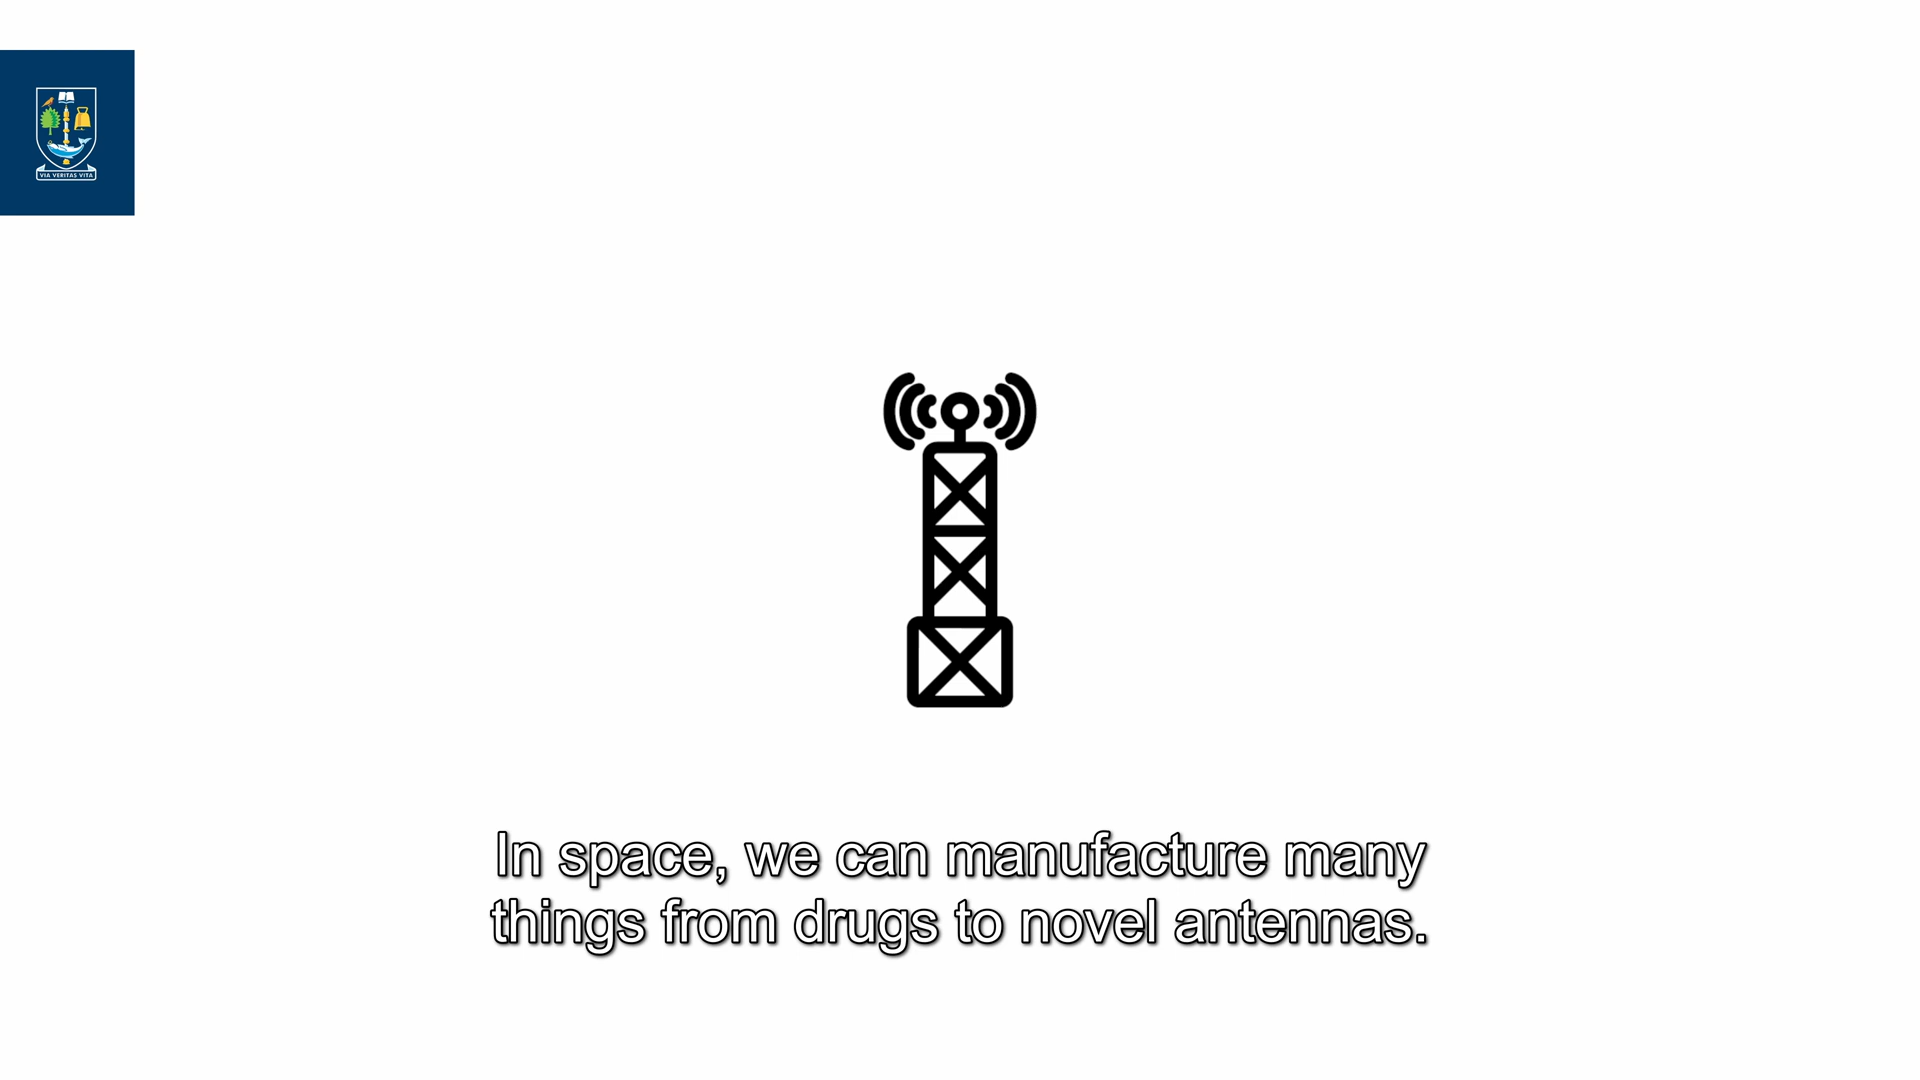 VIA VERITAS VITA
In space, we can manufacture many
things from drugs to novel antennas.